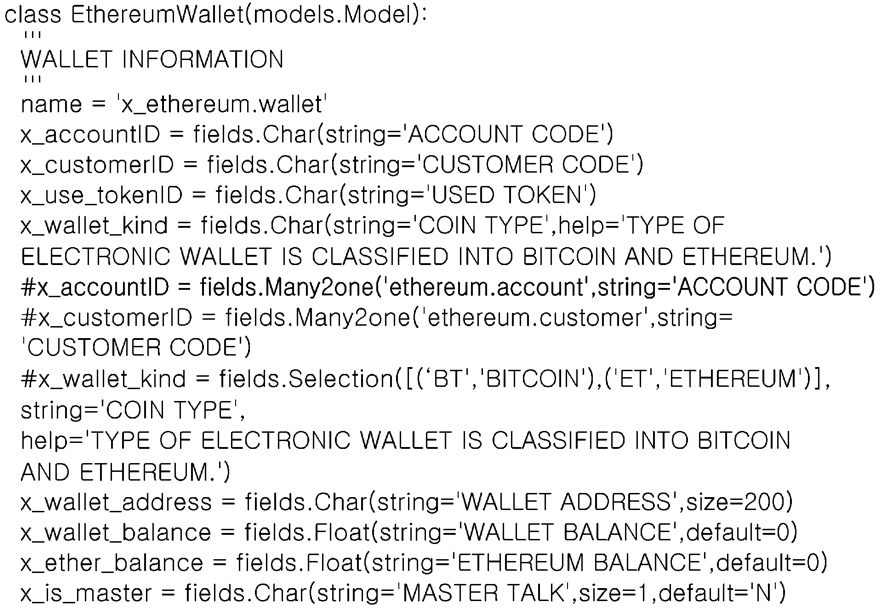 class EthereumWallet(models.Model):
'''
WALLET INFORMATION
'''
name = 'x_ethereum.wallet'
x_accountID = fields.Char(string='ACCOUNT CODE')
x_customerID = fields.Char(string='CUSTOMER CODE')
x_use_tokenID = fields.Char(string='USED TOKEN')
x_wallet_kind = fields.Char(string='COIN TYPE',help='TYPE OF
ELECTRONIC WALLET IS CLASSIFIED INTO BITCOIN AND ETHEREUM.')
#x_accountID = fields.Many2one('ethereum.account',string='ACCOUNT CODE')
#x_customerID = fields.Many2one('ethereum.customer',string=
'CUSTOMER CODE')
#x_wallet_kind = fields.Selection([(‘BT','BITCOIN'),('ET','ETHEREUM')],
string='COIN TYPE',
help='TYPE OF ELECTRONIC WALLET IS CLASSIFIED INTO BITCOIN
AND ETHEREUM.')
x_wallet_address = fields.Char(string='WALLET ADDRESS',size=200)
x_wallet_balance = fields.Float(string='WALLET BALANCE',default=0)
x_ether_balance = fields.Float(string='ETHEREUM BALANCE',default=0)
x_is_master = fields.Char(string='MASTER TALK',size=1,default='N')